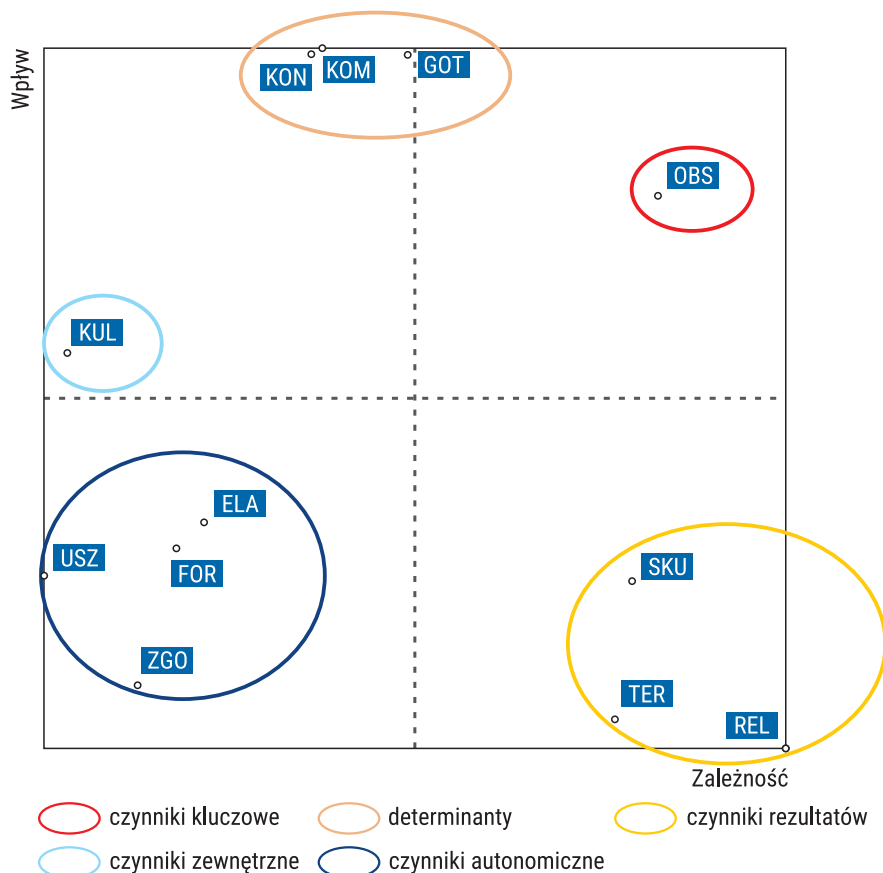 Wpływ
KON
KOM
GOT
OBS
KUL
ELA
USZ
FOR
SKU
ZGO
TER
REL
Zależność
czynniki kluczowe
determinanty
czynniki rezultatów
czynniki zewnętrzne
czynniki autonomiczne